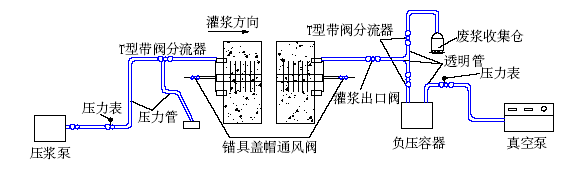 灌浆方向
T型带阀分流器
T型带阀分流器
废浆收集仓
透明管
压力表
压力表
压力管
灌浆出口阀
压浆泵
锚具盖帽通风阀
负压容器
真空泵